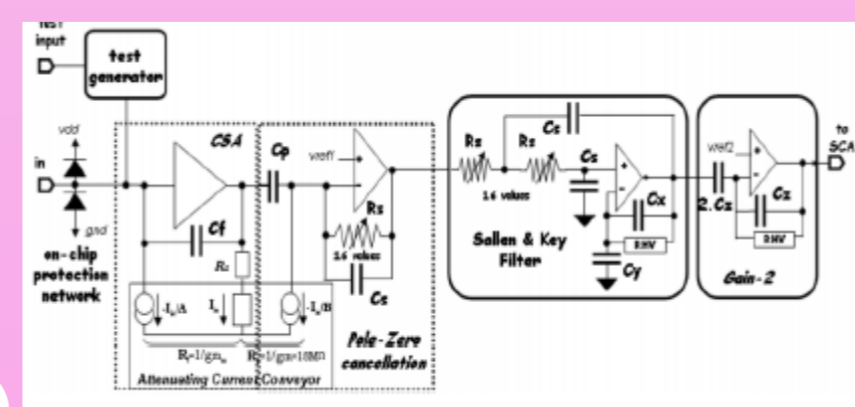 input
test
generator
vdd
in
gnd
on-chip
protection
network
CSA
Cf
Cp
vref1
Rs
16 values
Cs
Pole-Zero
cancellation
Attenuating Current Conveyor
Rs
Rs
16 values
Cs
Cx
RHV
Cy
Sallen & Key
Filter
vref2
2.Cz
Cz
RHV
Gain-2
to
SCA